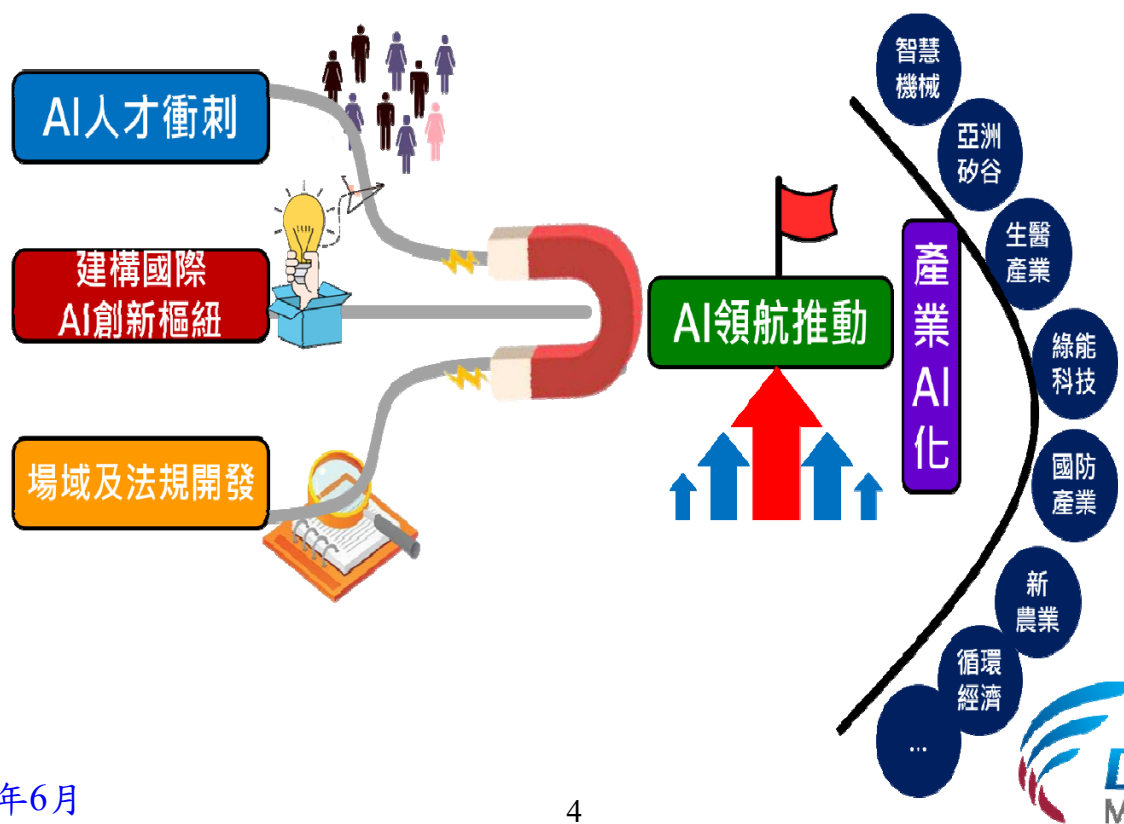 AI人才衝刺
建構國際
AI創新樞紐
場域及法規開發
AI領航推動
產業AI化
智慧
機械
亞洲
矽谷
生醫
產業
綠能
科技
國防
產業
新
農業
循環
經濟
...
年6月
4